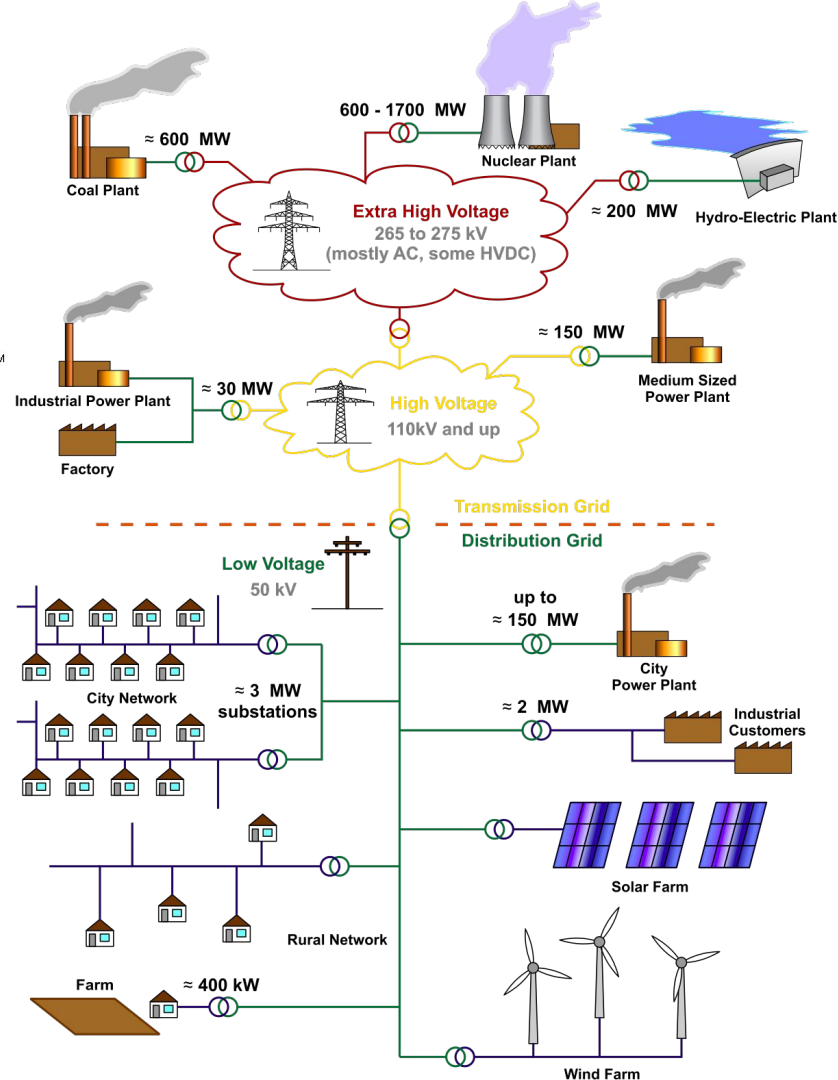 600 - 1700 MW
≈ 600 MW
Nuclear Plant
Coal Plant
Extra High Voltage
265 to 275 kV
(mostly AC, some HVDC)
≈ 200 MW
Hydro-Electric Plant
≈ 150 MW
M
Medium Sized
Power Plant
≈ 30 MW
Industrial Power Plant
High Voltage
110kV and up
Factory
Transmission Grid
Distribution Grid
Low Voltage
50 kV
up to
≈ 150 MW
City
Power Plant
City Network
≈ 3 MW
substations
≈ 2 MW
Industrial
Customers
Solar Farm
Rural Network
Farm
≈ 400 kW
Wind Farm